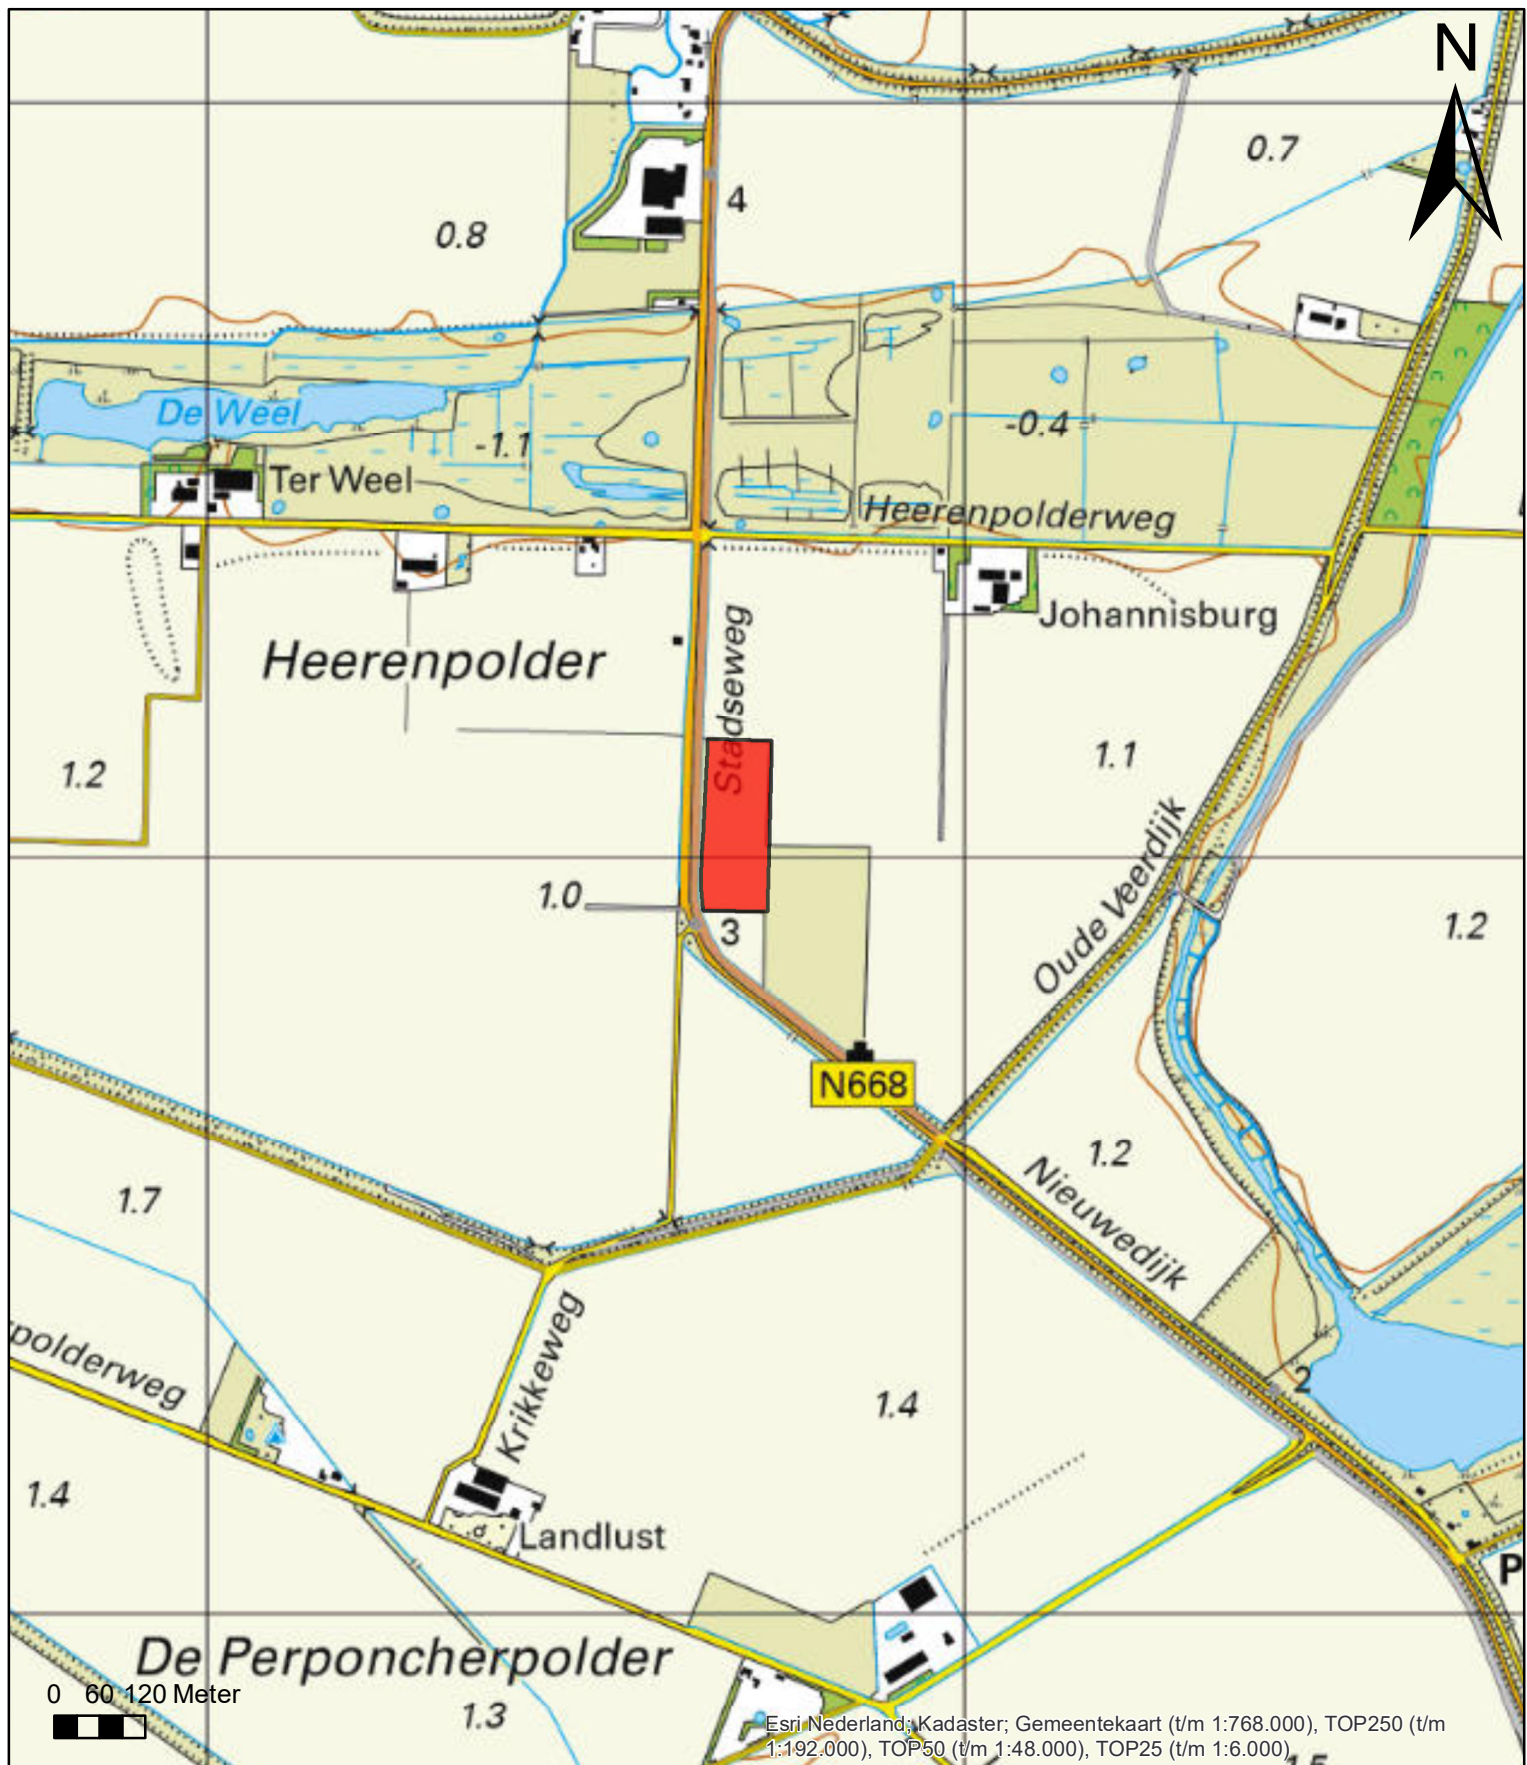 N
0.7
4
0.8
De Weel
-1.1
-0.4
Ter Weel
Heerenpolderweg
Johannisburg
Heerenpolder
Stadseweg
1.2
1.1
1.0
3
Oude Veerdijk
1.2
N668
1.2
1.7
Nieuwedijk
polderweg
Krikkeweg
2
1.4
1.4
Landlust
P
De Perponcherpolder
0 60 120 Meter
1.3
Esri Nederland; Kadaster; Gemeentekaart (t/m 1:768.000), TOP250 (t/m
1:192.000), TOP50 (t/m 1:48.000), TOP25 (t/m 1:6.000)